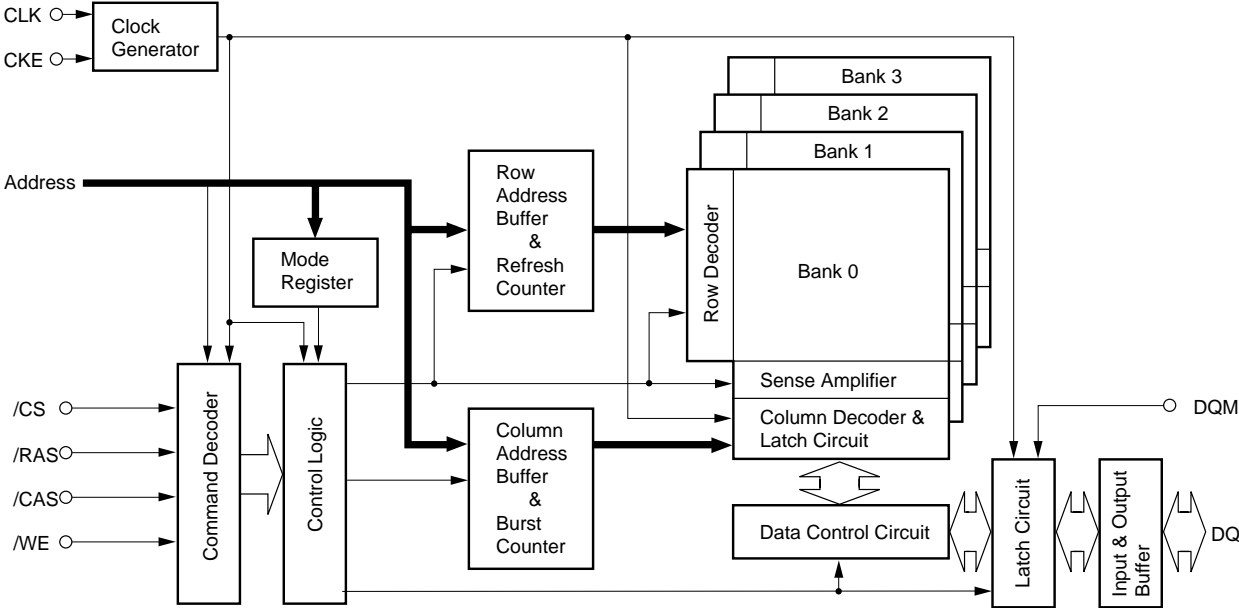 CLK
CKE
Clock
Generator
Bank 3
Bank 2
Bank 1
Address
Row
Address
Buffer
&
Refresh
Counter
Row Decoder
Bank 0
Mode
Register
Sense Amplifier
Column Decoder &
Latch Circuit
/CS
/RAS
/CAS
/WE
Command Decoder
Control Logic
Column
Address
Buffer
&
Burst
Counter
DQM
Data Control Circuit
Latch Circuit
Input & Output
Buffer
DQ